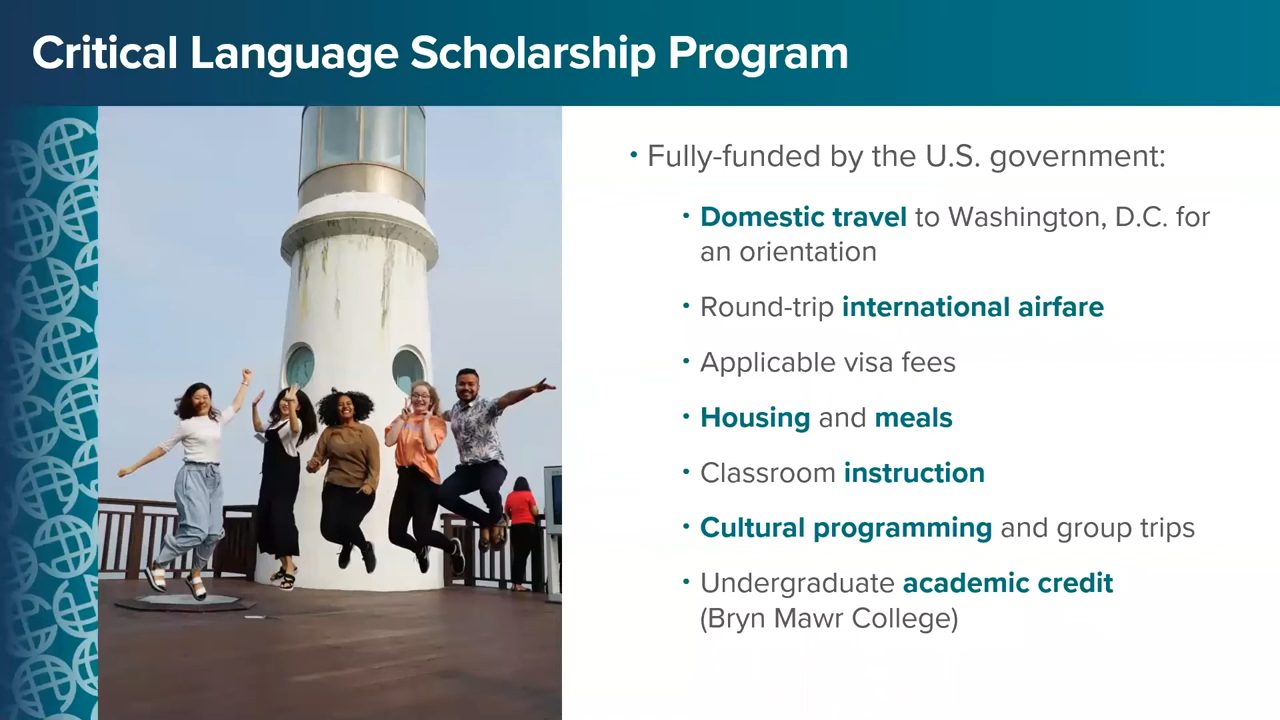 Critical Language Scholarship Program
• Fully-funded by the U.S. government:
• Domestic travel to Washington, D.C. for
an orientation
• Round-trip international airfare
• Applicable visa fees
• Housing and meals
• Classroom instruction
• Cultural programming and group trips
• Undergraduate academic credit
(Bryn Mawr College)